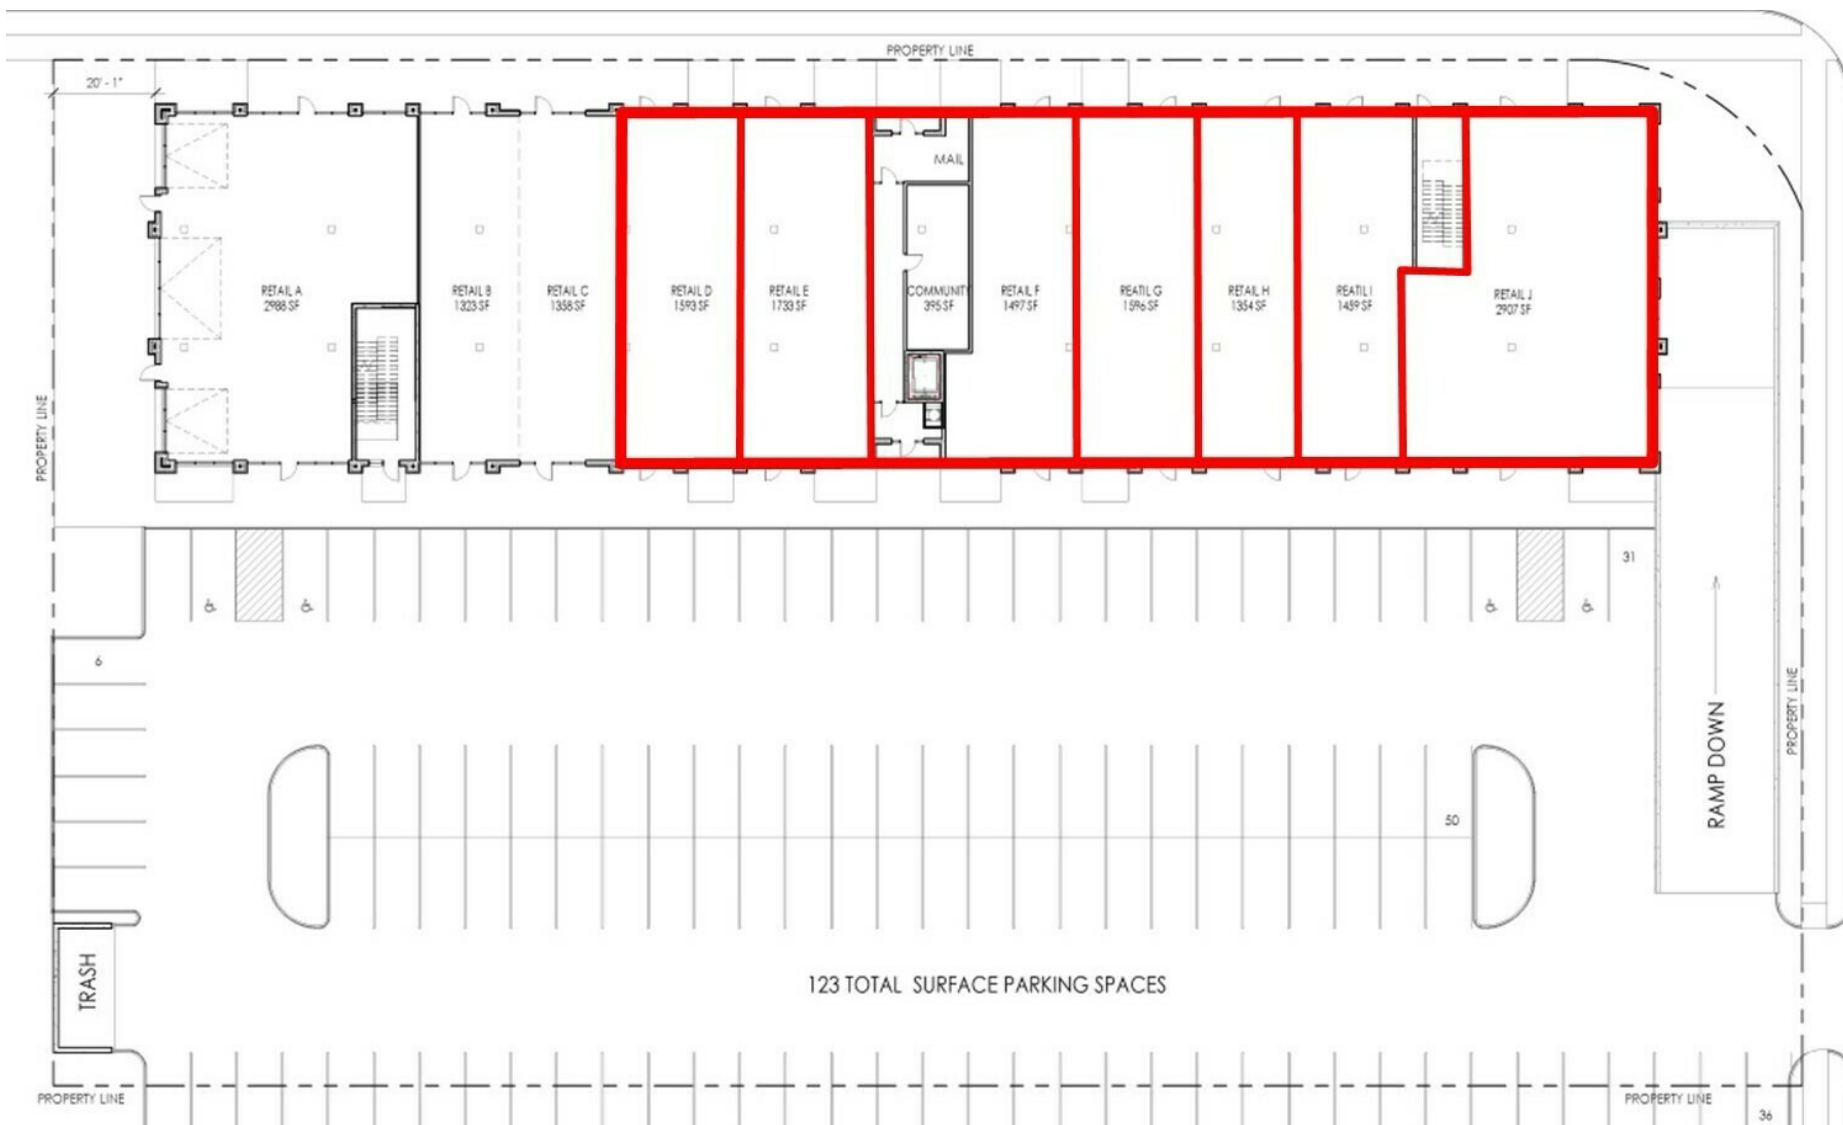 PROPERTY LINE
20' - 1"
MAIL
RETAIL A
2988 SF
RETAIL B
1323 SF
RETAIL C
1358 SF
RETAIL D
1593 SF
RETAIL E
1733 SF
COMMUNITY
395 SF
RETAIL F
1497 SF
REATIL G
1596 SF
RETAIL H
1354 SF
REATIL I
1459 SF
RETAIL J
2907 SF
PROPERTY LINE
31
6
PROPERTY LINE
RAMP DOWN
50
TRASH
123 TOTAL SURFACE PARKING SPACES
PROPERTY LINE
PROPERTY LINE
36